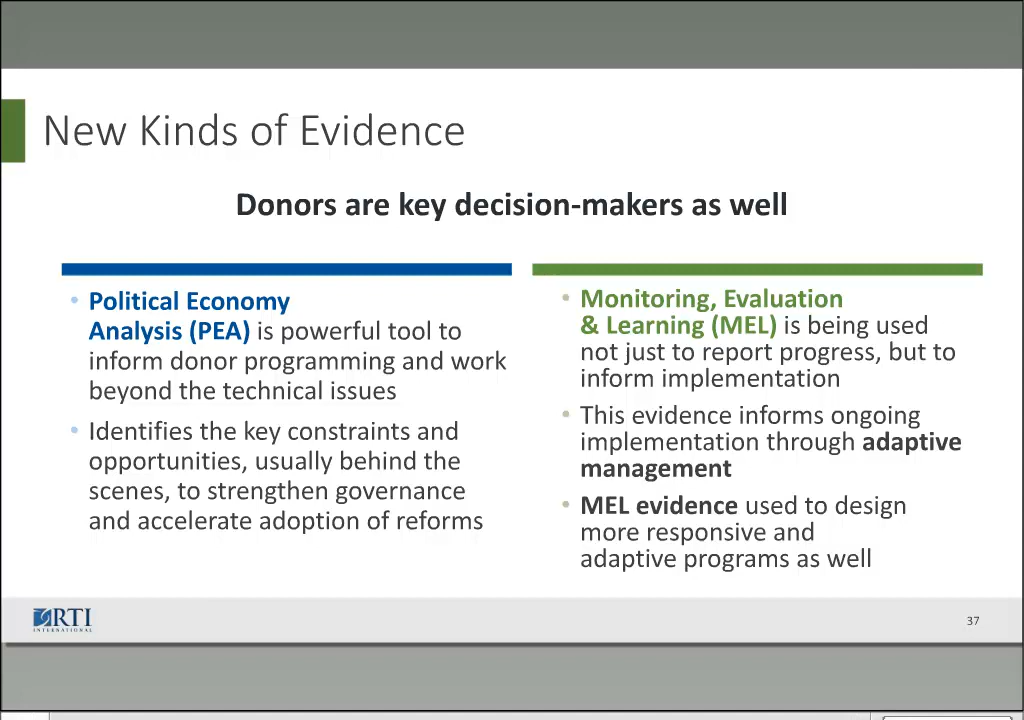 New Kinds of Evidence
Donors are key decision-makers as well
• Political Economy
Analysis (PEA) is powerful tool to
inform donor programming and work
beyond the technical issues
• Identifies the key constraints and
opportunities, usually behind the
scenes, to strengthen governance
and accelerate adoption of reforms
• Monitoring, Evaluation
& Learning (MEL) is being used
not just to report progress, but to
inform implementation
• This evidence informs ongoing
implementation through adaptive
management
• MEL evidence used to design
more responsive and
adaptive programs as well
RTI
INTERNATIONAL
37